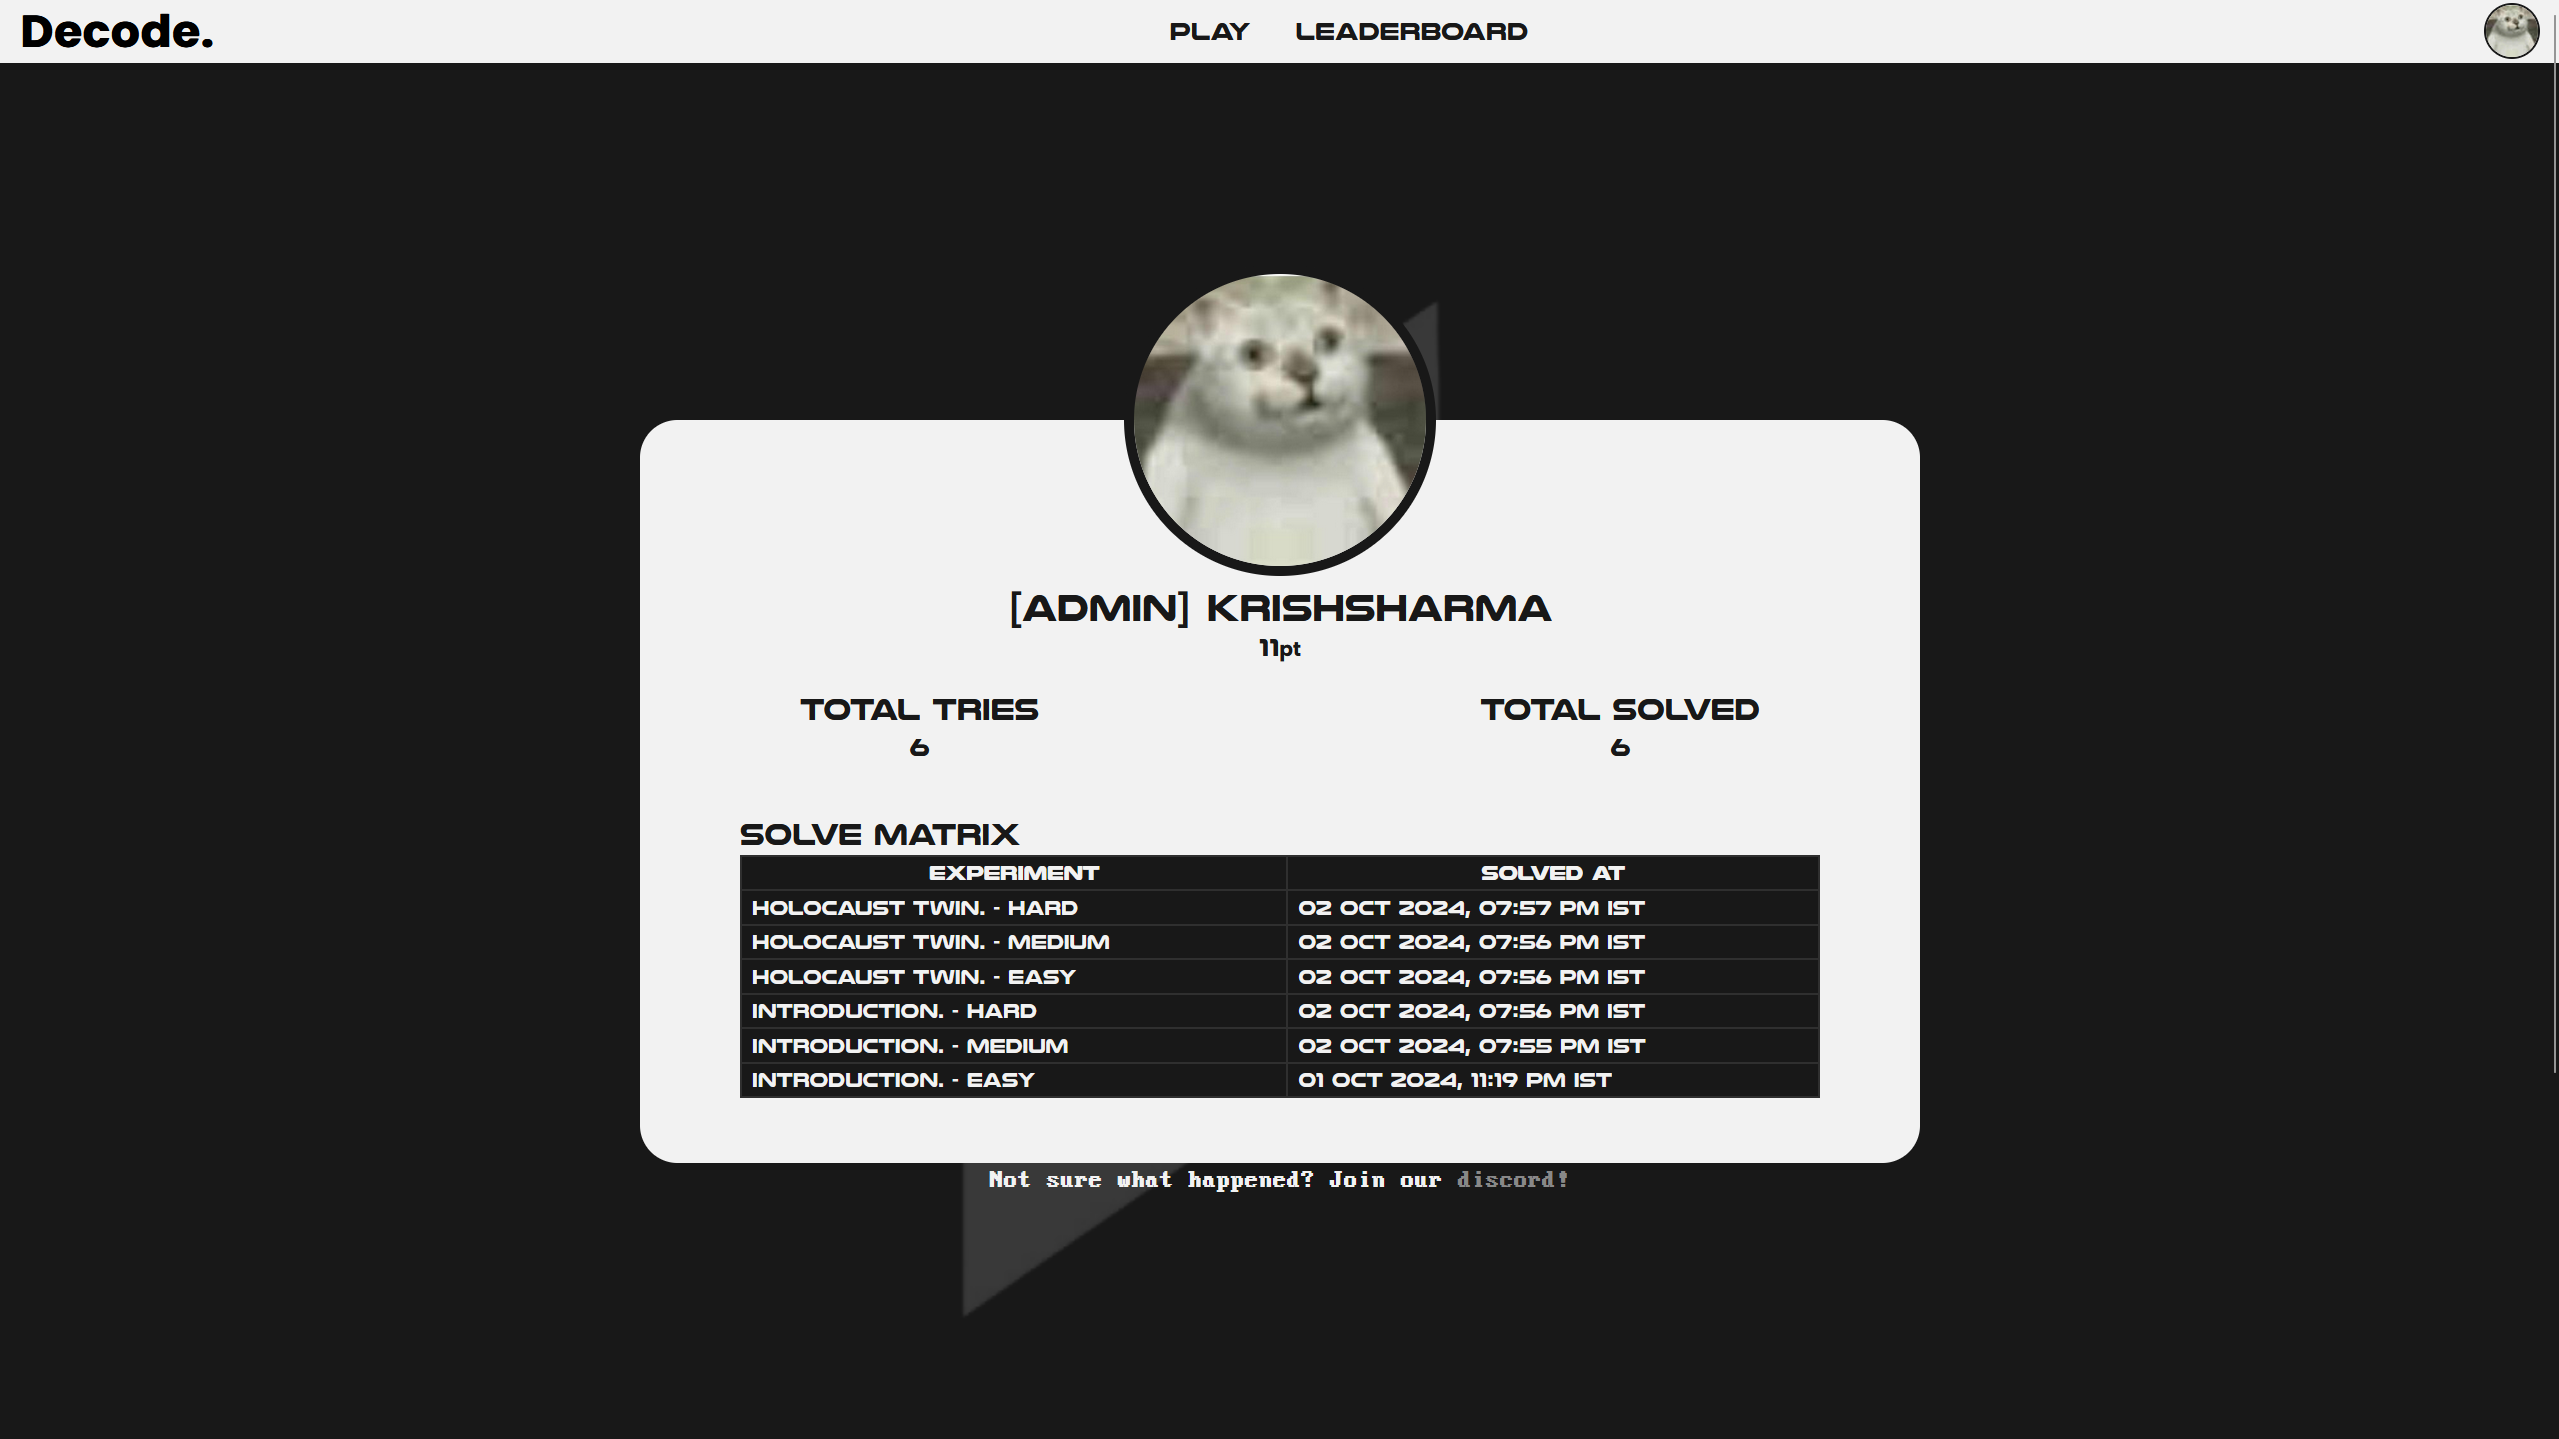 Decode.
PLAY LEADERBOARD
[ADMIN] KRISHSHARMA
11pt
TOTAL TRIES TOTAL SOLVED
6 6
SOLVE MATRIX
EXPERIMENT SOLVED AT
HOLOCAUST TWIN. - HARD 02 OCT 2024, 07:57 PM IST
HOLOCAUST TWIN. - MEDIUM 02 OCT 2024, 07:56 PM IST
HOLOCAUST TWIN. - EASY 02 OCT 2024, 07:56 PM IST
INTRODUCTION. - HARD 02 OCT 2024, 07:56 PM IST
INTRODUCTION. - MEDIUM 02 OCT 2024, 07:55 PM IST
INTRODUCTION. - EASY 01 OCT 2024, 11:19 PM IST
Not sure what happened? Join our discord!